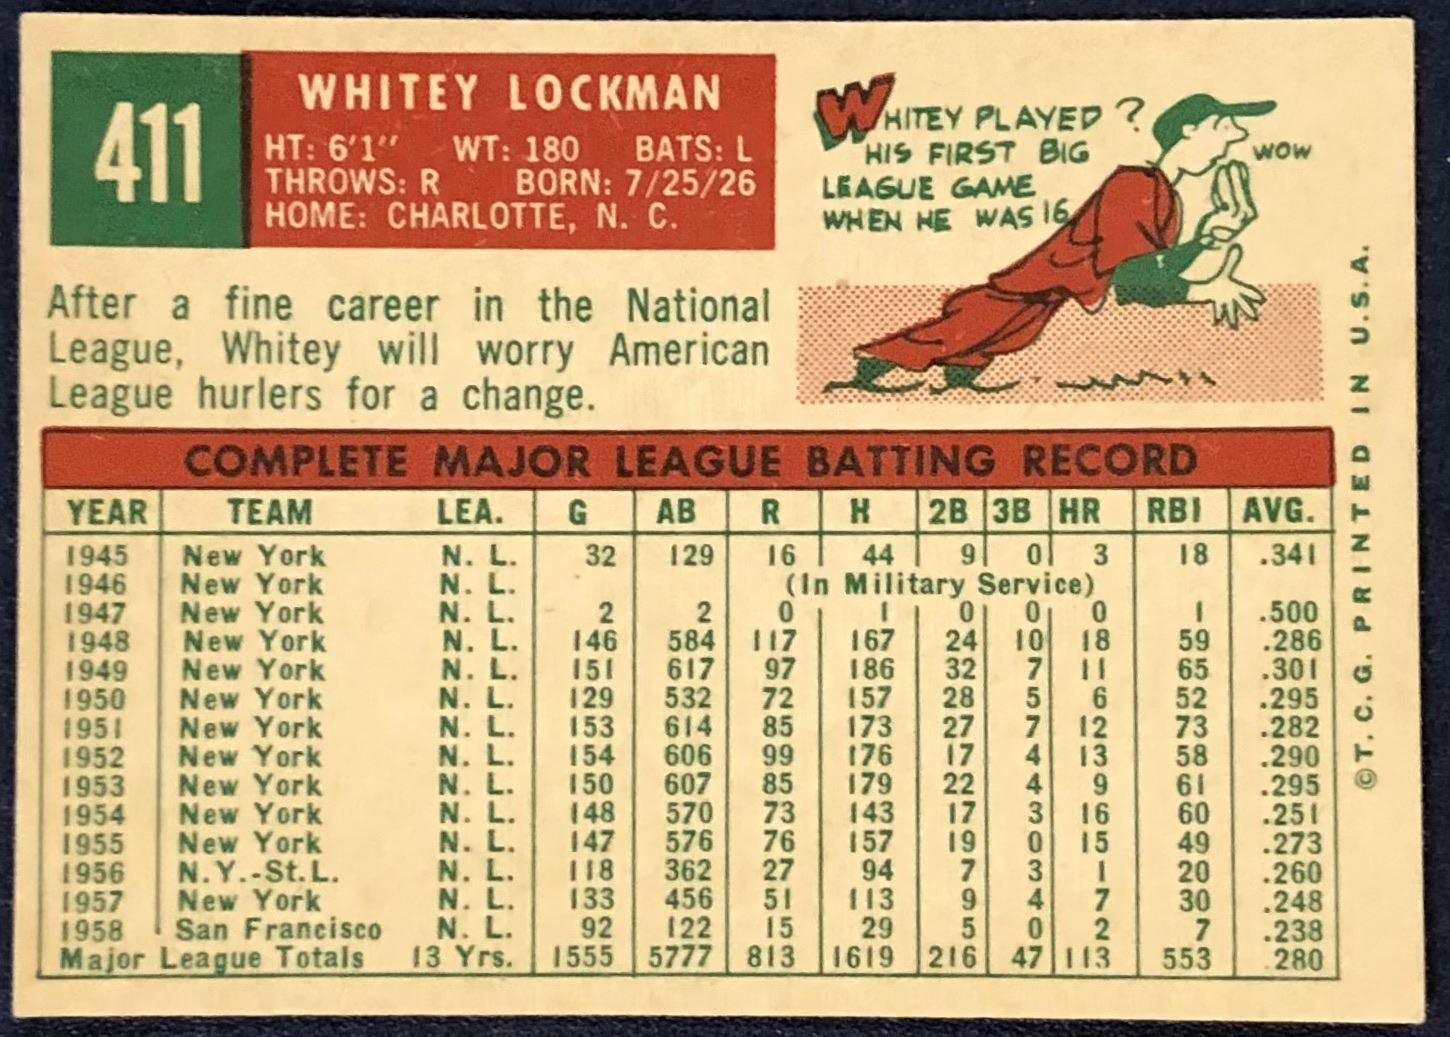 411
WHITEY LOCKMAN
HT: 6'1" WT: 180 BATS: L
THROWS: R BORN: 7/25/26
HOME: CHARLOTTE, N. C.
WHITEY PLAYED ?
HIS FIRST BIG
LEAGUE GAME
WHEN HE WAS 16
WOW
After a fine career in the National
League, Whitey will worry American
League hurlers for a change.
COMPLETE MAJOR LEAGUE BATTING RECORD
YEAR TEAM LEA. G AB R H 2B 3B HR RBI AVG.
1945 New York N. L. 32 129 16 44 9 0 3 18 .341
1946 New York N. L. (In Military Service)
1947 New York N. L. 2 2 0 1 0 0 0 1 .500
1948 New York N. L. 146 584 117 167 24 10 18 59 .286
1949 New York N. L. 151 617 97 186 32 7 11 65 .301
1950 New York N. L. 129 532 72 157 28 5 6 52 .295
1951 New York N. L. 153 614 85 173 27 7 12 73 .282
1952 New York N. L. 154 606 99 176 17 4 13 58 .290
1953 New York N. L. 150 607 85 179 22 4 9 61 .295
1954 New York N. L. 148 570 73 143 17 3 16 60 .251
1955 New York N. L. 147 576 76 157 19 0 15 49 .273
1956 N.Y.-St.L. N. L. 118 362 27 94 7 3 1 20 .260
1957 New York N. L. 133 456 51 113 9 4 7 30 .248
1958 San Francisco N. L. 92 122 15 29 5 0 2 7 .238
Major League Totals 13 Yrs. 1555 5777 813 1619 216 47 113 553 .280
©T. C. G. PRINTED IN U.S.A.